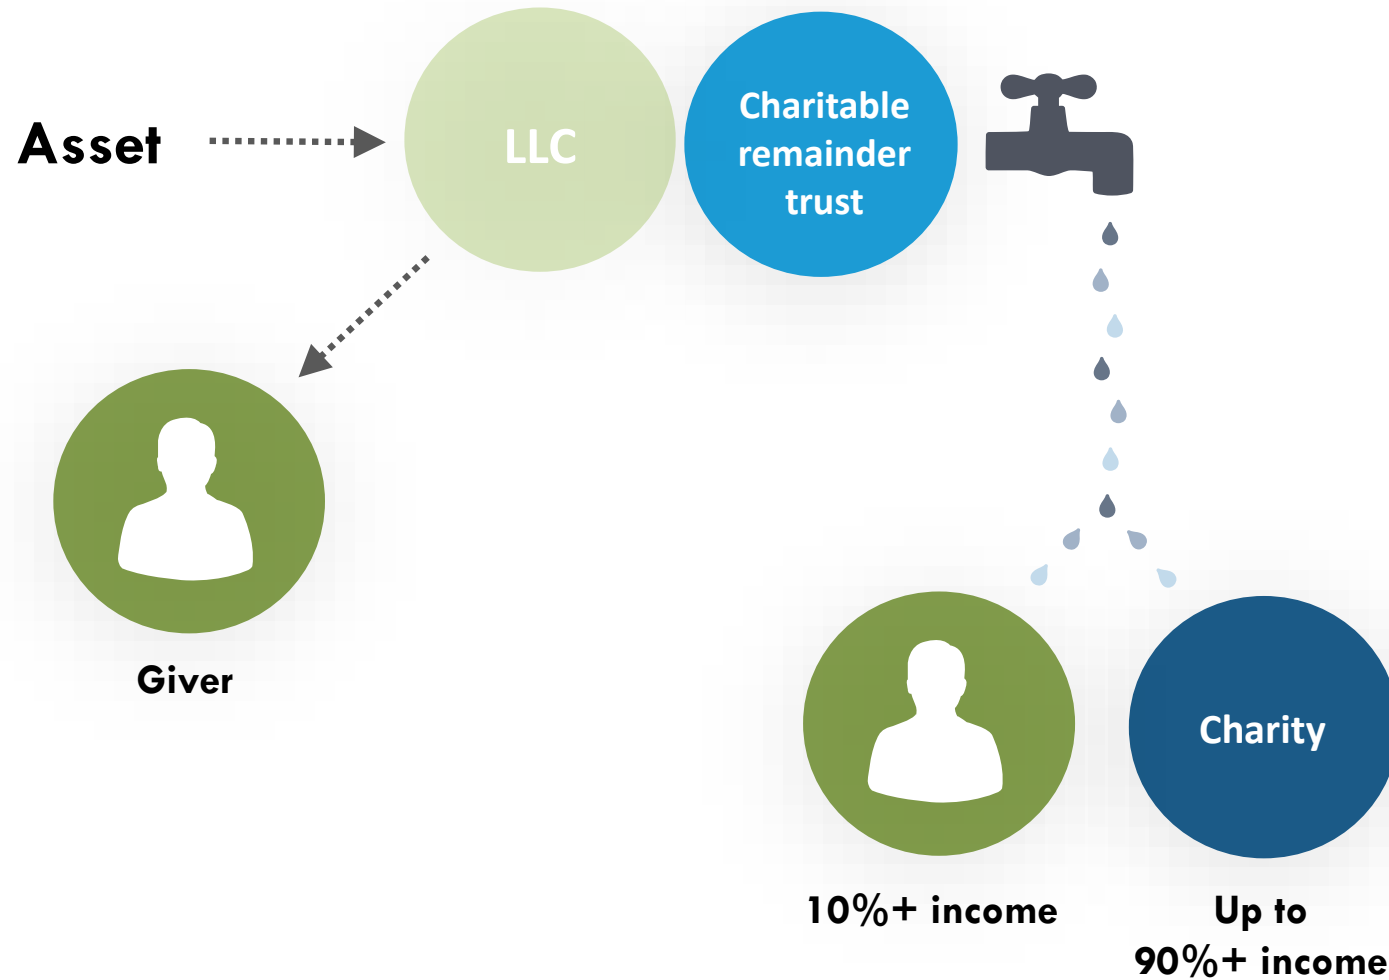 Asset
LLC
Charitable
remainder
trust
Giver
Charity
10%+ income
Up to
90%+ income